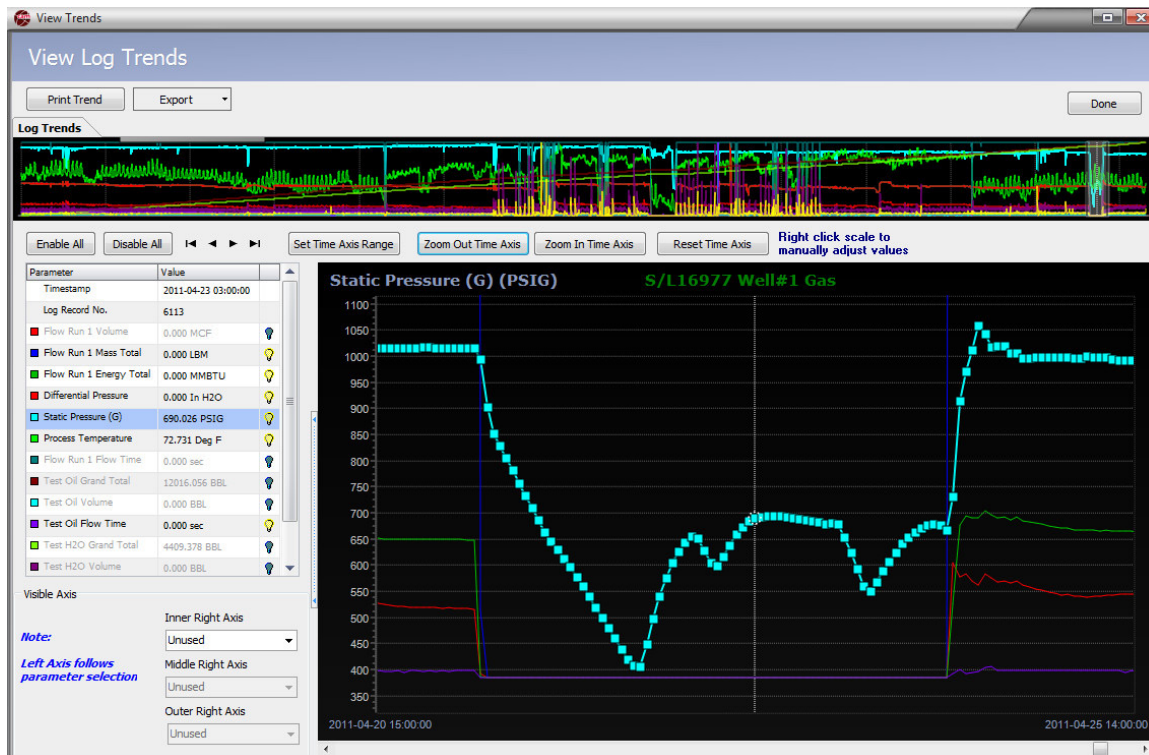 View Trends
View Log Trends
Print Trend
Export
Done
Log Trends
Enable All
Disable All
Set Time Axis Range
Zoom Out Time Axis
Zoom In Time Axis
Reset Time Axis
Right click scale to
manually adjust values
Parameter Value
Timestamp 2011-04-23 03:00:00
Log Record No. 6113
Flow Run 1 Volume 0.000 MCF
Flow Run 1 Mass Total 0.000 LBM
Flow Run 1 Energy Total 0.000 MMBTU
Differential Pressure 0.000 In H2O
Static Pressure (G) 690.026 PSIG
Process Temperature 72.731 Deg F
Flow Run 1 Flow Time 0.000 sec
Test Oil Grand Total 12016.056 BBL
Test Oil Volume 0.000 BBL
Test Oil Flow Time 0.000 sec
Test H2O Grand Total 4409.378 BBL
Test H2O Volume 0.000 BBL
Visible Axis
Note:
Left Axis follows
parameter selection
Inner Right Axis
Unused
Middle Right Axis
Unused
Outer Right Axis
Unused
Static Pressure (G) (PSIG)
S/L16977 Well#1 Gas
1100
1050
1000
950
900
850
800
750
700
650
600
550
500
450
400
350
2011-04-20 15:00:00
2011-04-25 14:00:00